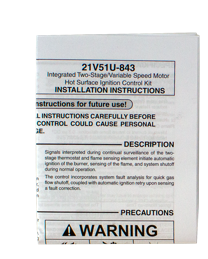 21V51U-843
Integrated Two-Stage/Variable Speed Motor
Hot Surface Ignition Control Kit
INSTALLATION INSTRUCTIONS
instructions for future use!
L INSTRUCTIONS CAREFULLY BEFORE
CONTROL COULD CAUSE PERSONAL
GE.
DESCRIPTION
Signals interpreted during continual surveillance of the two-
stage thermostat and flame sensing element initiate automatic
ignition of the burner, sensing of the flame, and system shutoff
during normal operation.
The control incorporates system fault analysis for quick gas
flow shutoff, coupled with automatic ignition retry upon sensing
a fault correction.
PRECAUTIONS
WARNING